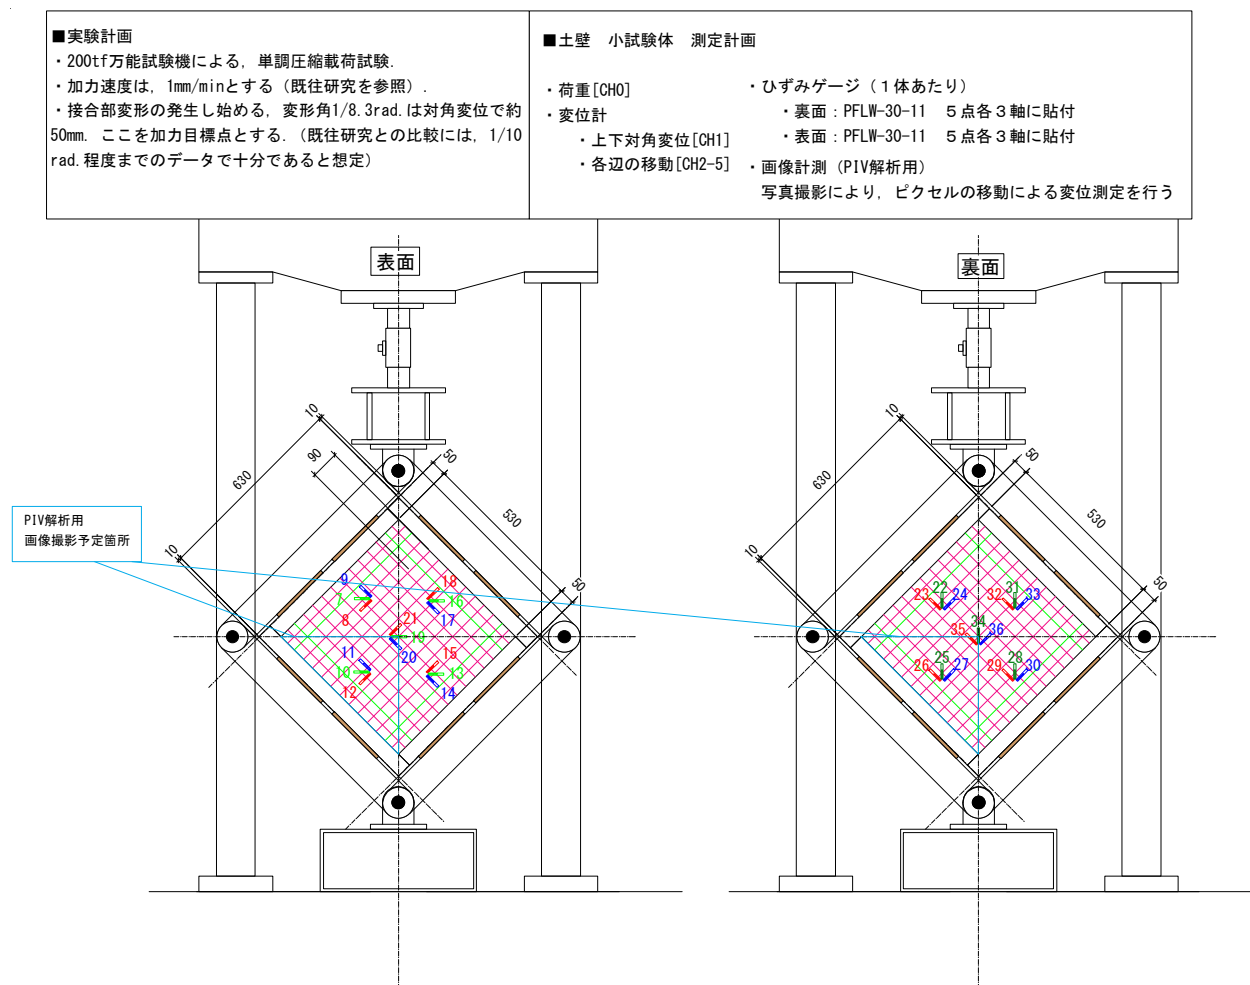 ■実験計画
・200tf万能試験機による，単調圧縮載荷試験.
・加力速度は，1mm/minとする（既往研究を参照）.
・接合部変形の発生し始める，変形角1/8.3rad.は対角変位で約
50mm. ここを加力目標点とする.（既往研究との比較には，1/10
rad.程度までのデータで十分であると想定）
■土壁　小試験体　測定計画
・荷重[CH0]
・変位計
・上下対角変位[CH1]
・各辺の移動[CH2-5]
・ひずみゲージ（１体あたり）
・裏面：PFLW-30-11　５点各３軸に貼付
・表面：PFLW-30-11　５点各３軸に貼付
・画像計測（PIV解析用）
写真撮影により，ピクセルの移動による変位測定を行う
表面
10
90
50
630
530
10
50
PIV解析用
画像撮影予定箇所
9
18
7
16
8
17
21
19
11
20
15
10
13
12
14
裏面
10
50
630
530
10
50
22
31
23
24
32
33
34
35
36
25
28
26
27
29
30